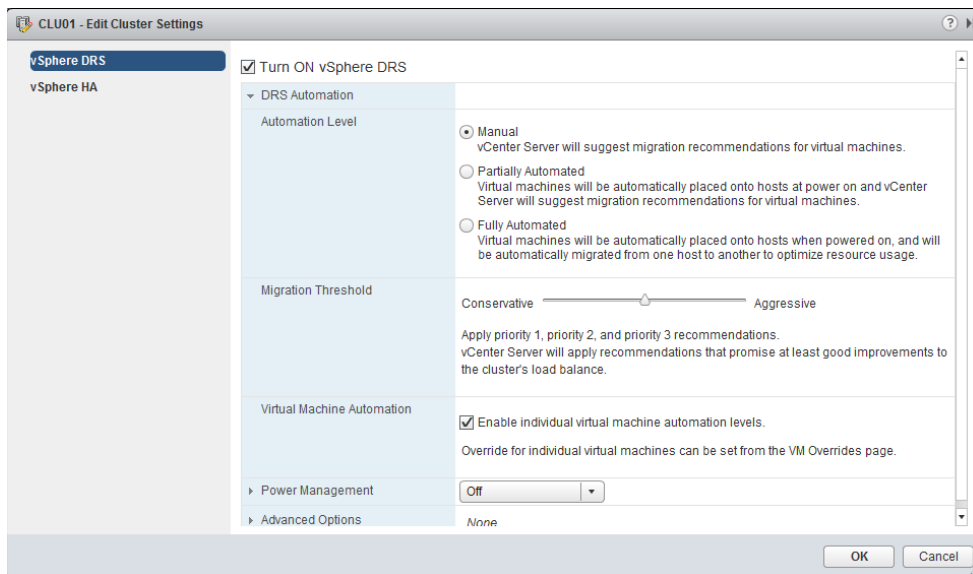 CLU01 - Edit Cluster Settings
?
vSphere DRS
vSphere HA
Turn ON vSphere DRS
DRS Automation
Automation Level
Manual
vCenter Server will suggest migration recommendations for virtual machines.
Partially Automated
Virtual machines will be automatically placed onto hosts at power on and vCenter
Server will suggest migration recommendations for virtual machines.
Fully Automated
Virtual machines will be automatically placed onto hosts when powered on, and will
be automatically migrated from one host to another to optimize resource usage.
Migration Threshold
Conservative Aggressive
Apply priority 1, priority 2, and priority 3 recommendations.
vCenter Server will apply recommendations that promise at least good improvements to
the cluster's load balance.
Virtual Machine Automation
Enable individual virtual machine automation levels.
Override for individual virtual machines can be set from the VM Overrides page.
Power Management Off
Advanced Options None
OK Cancel